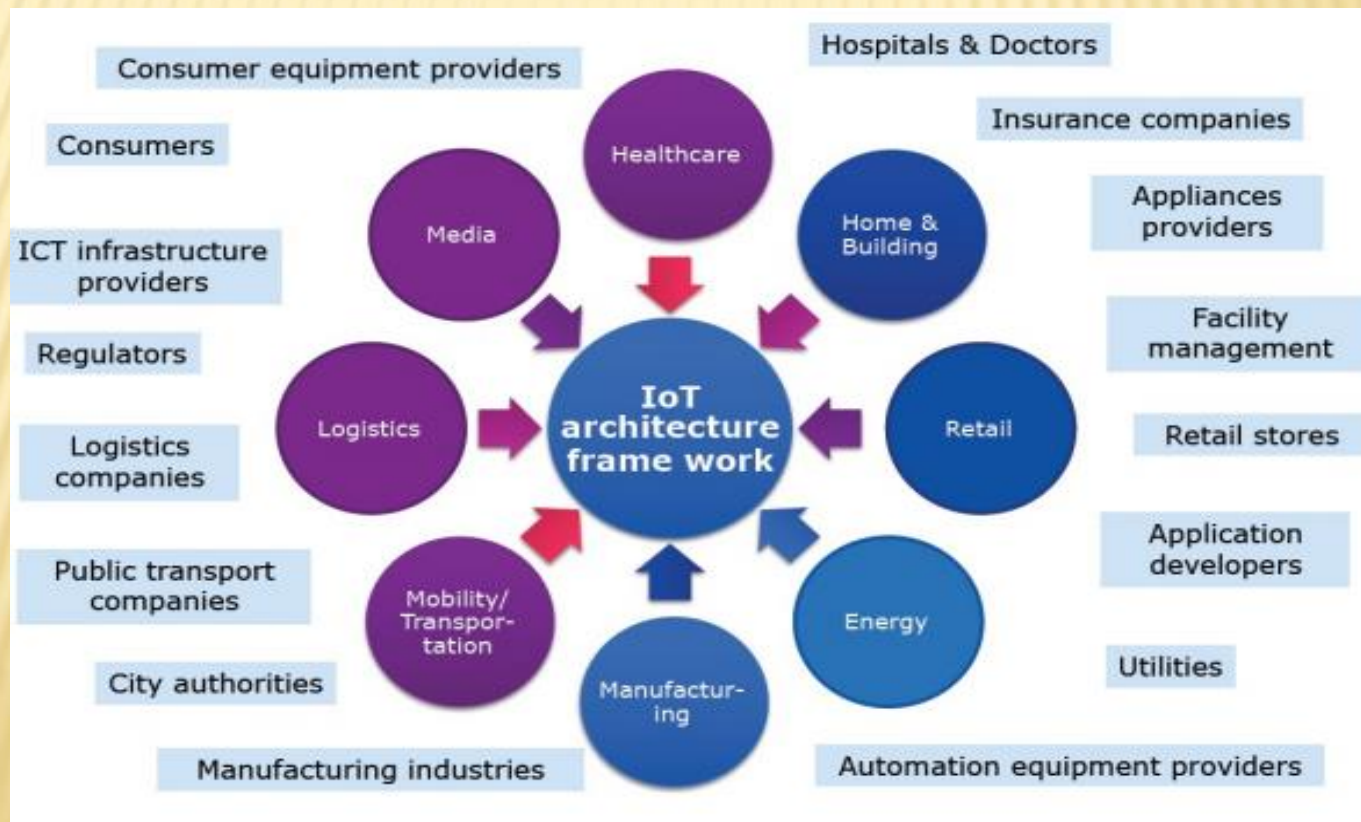 Hospitals & Doctors
Consumer equipment providers
Insurance companies
Consumers
Healthcare
Appliances
providers
Media
Home &
Building
ICT infrastructure
providers
Facility
management
Regulators
Logistics
IoT
architecture
frame work
Retail
Retail stores
Logistics
companies
Application
developers
Public transport
companies
Mobility/
Transpor-
tation
Energy
Utilities
City authorities
Manufactur-
ing
Manufacturing industries
Automation equipment providers